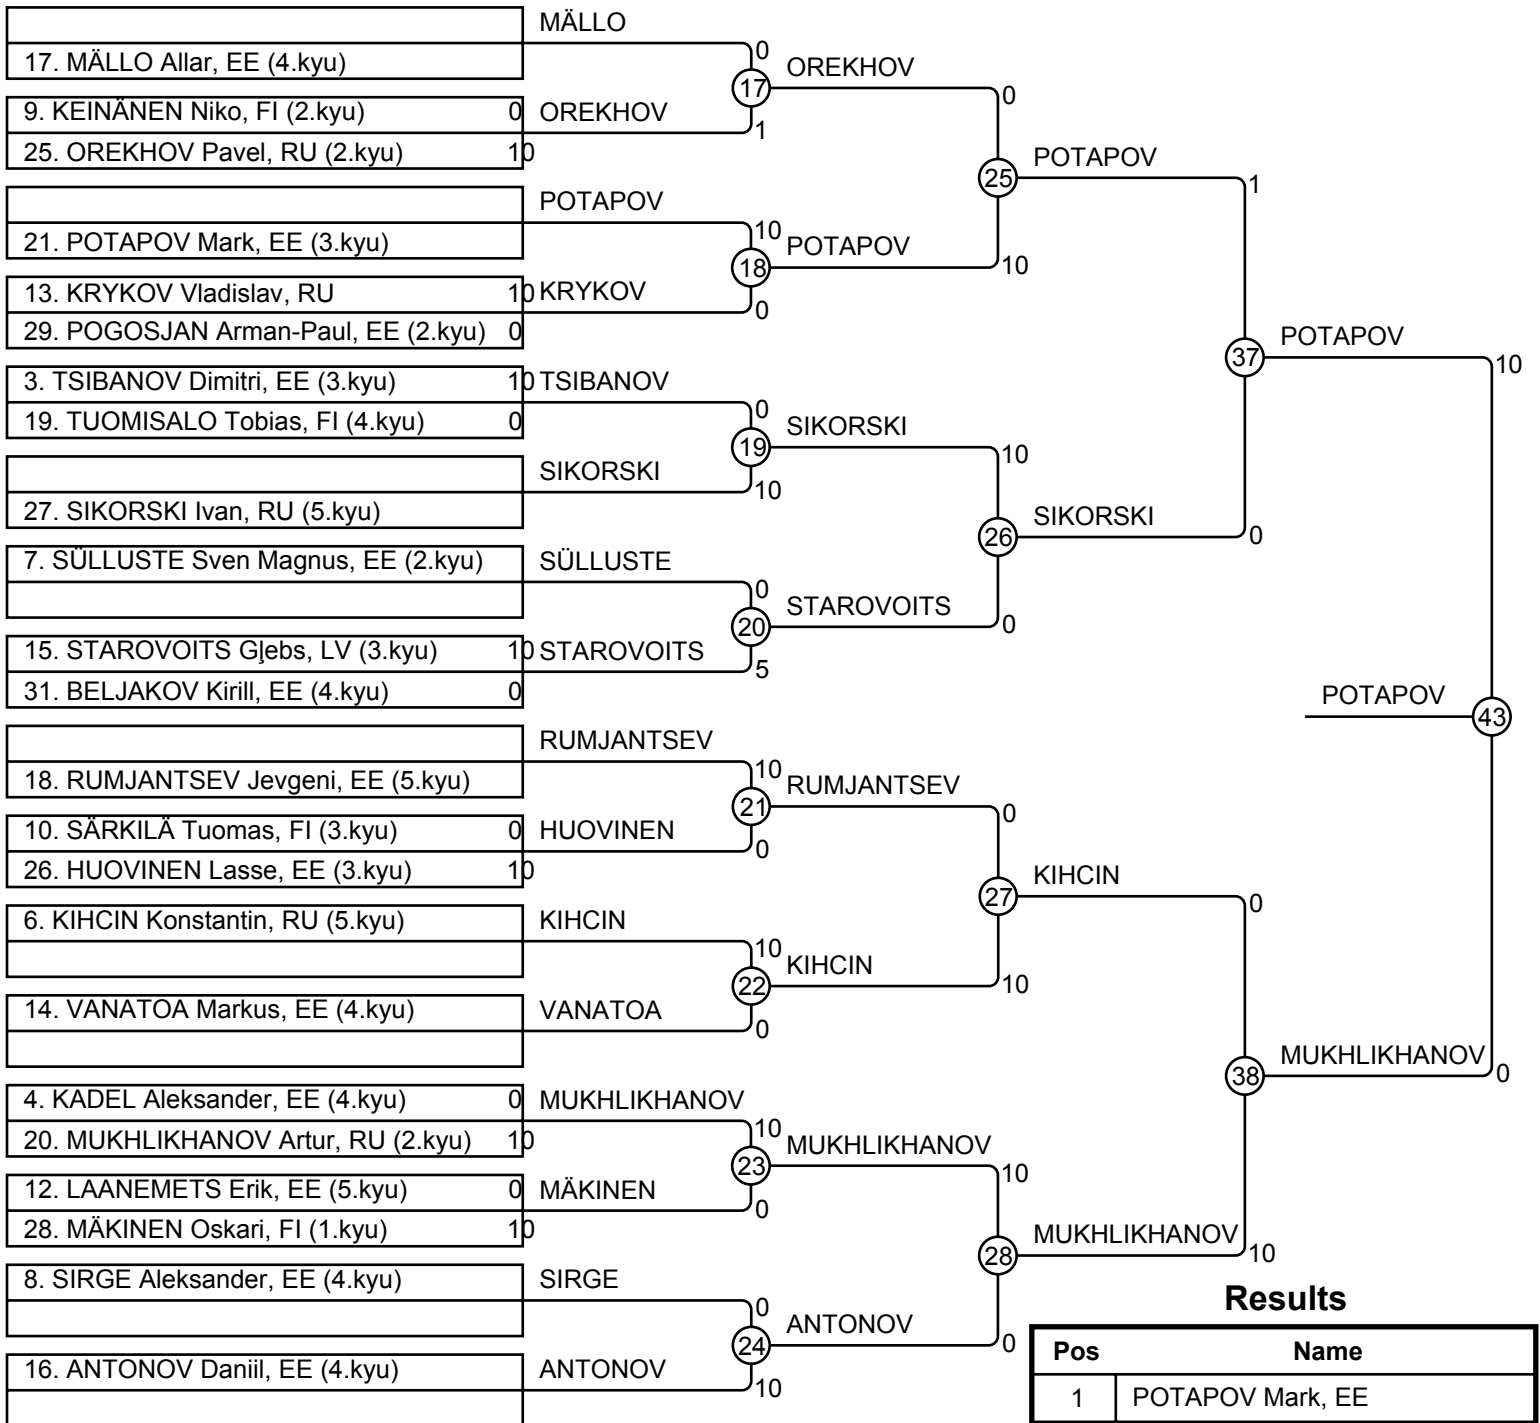 MÄLLO
17. MÄLLO Allar, EE (4.kyu)
0
17
OREKHOV
0
9. KEINÄNEN Niko, FI (2.kyu) 0
OREKHOV
1
25. OREKHOV Pavel, RU (2.kyu) 10
25
POTAPOV
1
POTAPOV
21. POTAPOV Mark, EE (3.kyu)
10
18
POTAPOV
10
13. KRYKOV Vladislav, RU 10
KRYKOV
0
29. POGOSJAN Arman-Paul, EE (2.kyu) 0
37
POTAPOV
10
3. TSIBANOV Dimitri, EE (3.kyu) 10
TSIBANOV
19. TUOMISALO Tobias, FI (4.kyu) 0
0
19
SIKORSKI
10
SIKORSKI
10
27. SIKORSKI Ivan, RU (5.kyu)
26
SIKORSKI
0
7. SÜLLUSTE Sven Magnus, EE (2.kyu)
SÜLLUSTE
0
20
STAROVOITS
0
15. STAROVOITS Gļebs, LV (3.kyu) 10
STAROVOITS
5
31. BELJAKOV Kirill, EE (4.kyu) 0
POTAPOV
43
RUMJANTSEV
18. RUMJANTSEV Jevgeni, EE (5.kyu)
10
21
RUMJANTSEV
0
10. SÄRKILÄ Tuomas, FI (3.kyu) 0
HUOVINEN
0
26. HUOVINEN Lasse, EE (3.kyu) 10
27
KIHCIN
0
6. KIHCIN Konstantin, RU (5.kyu)
KIHCIN
10
22
KIHCIN
10
14. VANATOA Markus, EE (4.kyu)
VANATOA
0
38
MUKHLIKHANOV
0
4. KADEL Aleksander, EE (4.kyu) 0
MUKHLIKHANOV
20. MUKHLIKHANOV Artur, RU (2.kyu) 10
10
23
MUKHLIKHANOV
10
12. LAANEMETS Erik, EE (5.kyu) 0
MÄKINEN
0
28. MÄKINEN Oskari, FI (1.kyu) 10
28
MUKHLIKHANOV
10
8. SIRGE Aleksander, EE (4.kyu)
SIRGE
0
24
ANTONOV
0
16. ANTONOV Daniil, EE (4.kyu)
ANTONOV
10
Results
Pos Name
1 POTAPOV Mark, EE